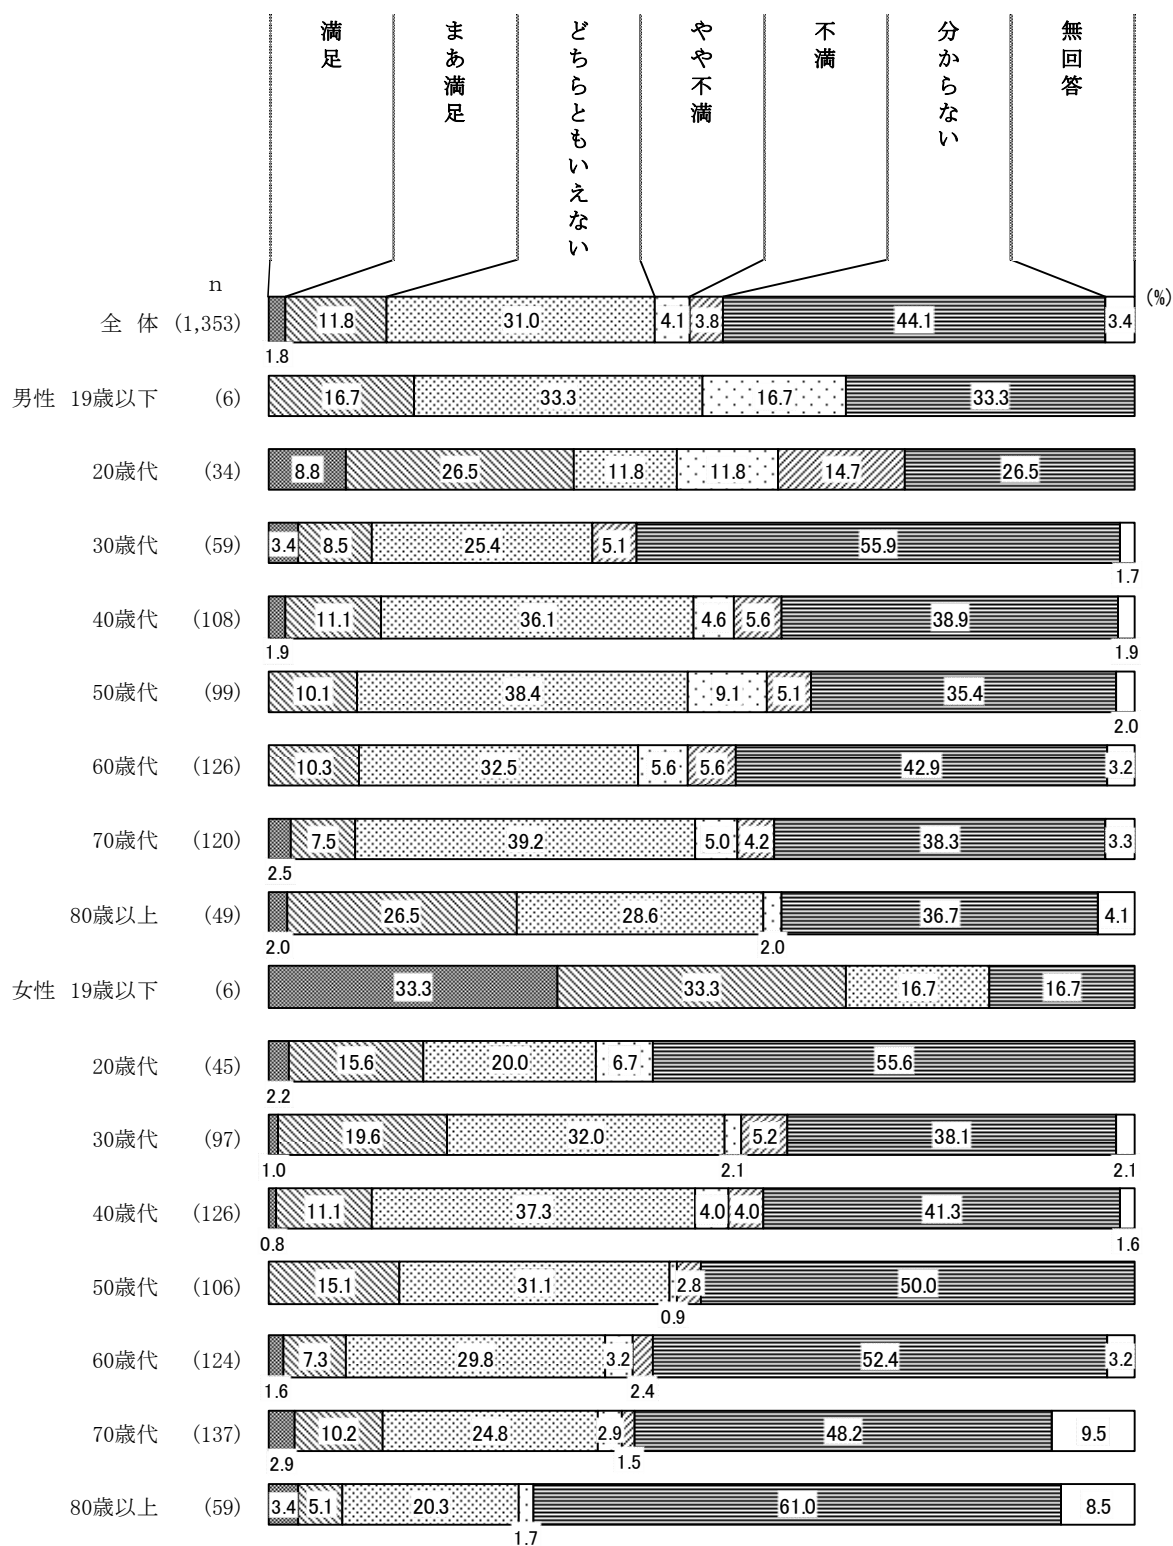 満足
まあ満足
どちらともいえない
やや不満
不満
分からない
無回答
n
(%)
全 体 (1,353) 11.8 31.0 4.1 3.8 44.1 3.4
1.8
男性 19歳以下 (6) 16.7 33.3 16.7 33.3
20歳代 (34) 8.8 26.5 11.8 11.8 14.7 26.5
30歳代 (59) 3.4 8.5 25.4 5.1 55.9
1.7
40歳代 (108) 11.1 36.1 4.6 5.6 38.9
1.9 1.9
50歳代 (99) 10.1 38.4 9.1 5.1 35.4
2.0
60歳代 (126) 10.3 32.5 5.6 5.6 42.9 3.2
70歳代 (120) 7.5 39.2 5.0 4.2 38.3 3.3
2.5
80歳以上 (49) 26.5 28.6 36.7 4.1
2.0 2.0
女性 19歳以下 (6) 33.3 33.3 16.7 16.7
20歳代 (45) 15.6 20.0 6.7 55.6
2.2
30歳代 (97) 19.6 32.0 5.2 38.1
1.0 2.1 2.1
40歳代 (126) 11.1 37.3 4.0 4.0 41.3
0.8 1.6
50歳代 (106) 15.1 31.1 2.8 50.0
0.9
60歳代 (124) 7.3 29.8 3.2 52.4 3.2
1.6 2.4
70歳代 (137) 10.2 24.8 2.9 48.2 9.5
2.9 1.5
80歳以上 (59) 3.4 5.1 20.3 61.0 8.5
1.7